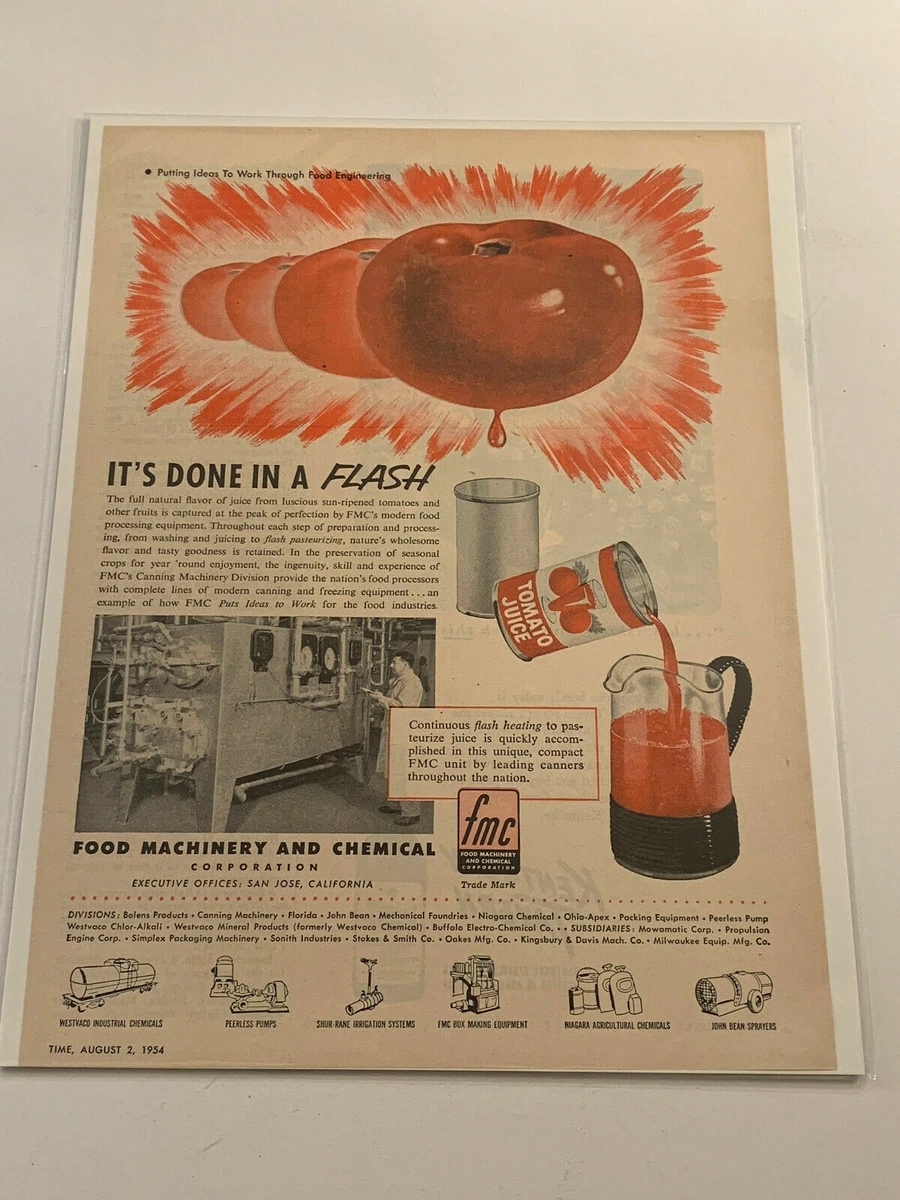 • Putting Ideas To Work Through Food Engineering
IT'S DONE IN A FLASH
The full natural flavor of juice from luscious sun-ripened tomatoes and
other fruits is captured at the peak of perfection by FMC's modern food
processing equipment. Throughout each step of preparation and process-
ing, from washing and juicing to flash pasteurizing, nature's wholesome
flavor and tasty goodness is retained. In the preservation of seasonal
crops for year 'round enjoyment, the ingenuity, skill and experience of
FMC's Canning Machinery Division provide the nation's food processors
with complete lines of modern canning and freezing equipment...an
example of how FMC Puts Ideas to Work for the food industries.
TOMATO
JUICE
Continuous flash heating to pas-
teurize juice is quickly accom-
plished in this unique, compact
FMC unit by leading canners
throughout the nation.
fmc
FOOD MACHINERY
AND CHEMICAL
CORPORATION
Trade Mark
FOOD MACHINERY AND CHEMICAL
CORPORATION
EXECUTIVE OFFICES: SAN JOSE, CALIFORNIA
DIVISIONS: Bolens Products • Canning Machinery • Florida • John Bean • Mechanical Foundries • Niagara Chemical • Ohio-Apex • Packing Equipment • Peerless Pump
Westvaco Chlor-Alkali • Westvaco Mineral Products (formerly Westvaco Chemical) • Buffalo Electro-Chemical Co. • • SUBSIDIARIES: Mowamatic Corp. • Propulsion
Engine Corp. • Simplex Packaging Machinery • Sonith Industries • Stokes & Smith Co. • Oakes Mfg. Co. • Kingsbury & Davis Mach. Co. • Milwaukee Equip. Mfg. Co.
WESTVACO INDUSTRIAL CHEMICALS
PEERLESS PUMPS
SHUR-RANE IRRIGATION SYSTEMS
FMC BOX MAKING EQUIPMENT
NIAGARA AGRICULTURAL CHEMICALS
JOHN BEAN SPRAYERS
TIME, AUGUST 2, 1954